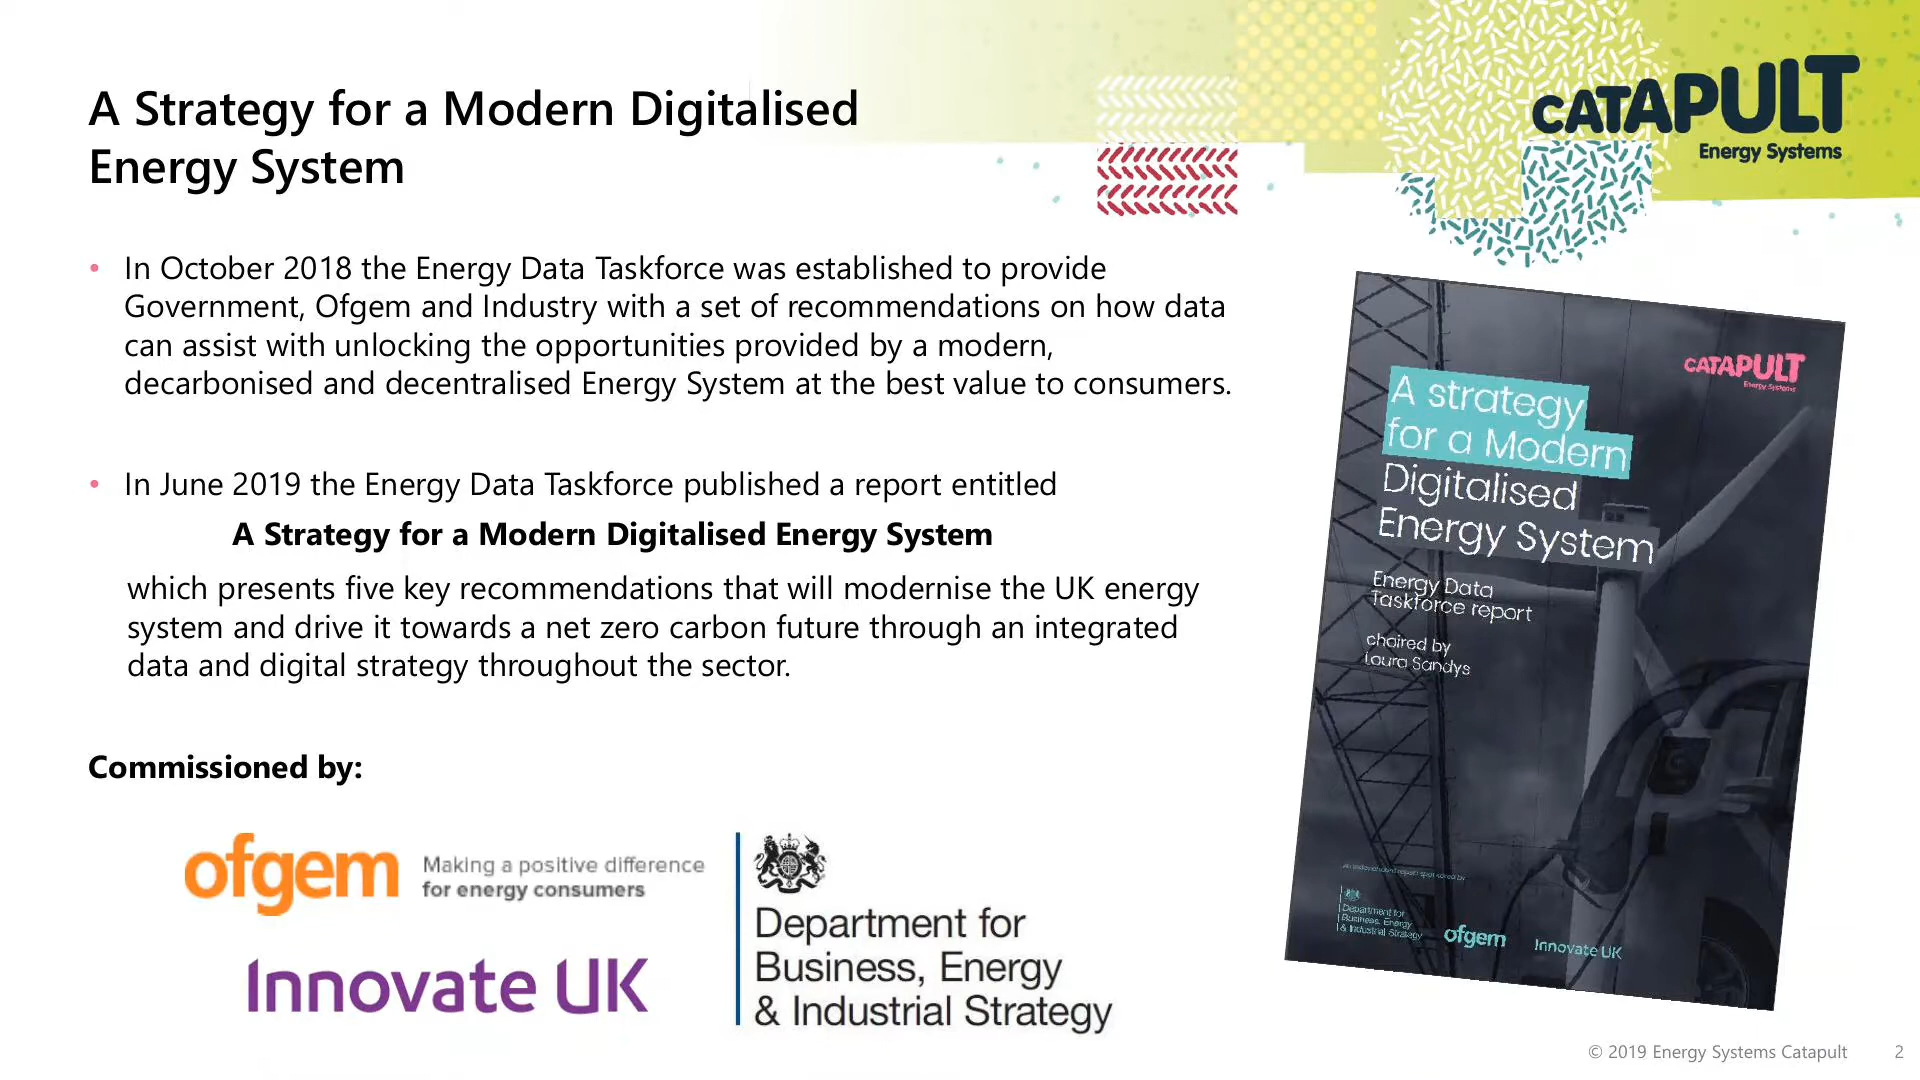 A Strategy for a Modern Digitalised
Energy System
CATAPULT
Energy Systems
• In October 2018 the Energy Data Taskforce was established to provide
Government, Ofgem and Industry with a set of recommendations on how data
can assist with unlocking the opportunities provided by a modern,
decarbonised and decentralised Energy System at the best value to consumers.
• In June 2019 the Energy Data Taskforce published a report entitled
A Strategy for a Modern Digitalised Energy System
which presents five key recommendations that will modernise the UK energy
system and drive it towards a net zero carbon future through an integrated
data and digital strategy throughout the sector.
Commissioned by:
ofgem
Making a positive difference
for energy consumers
Innovate UK
Department for
Business, Energy
& Industrial Strategy
CATAPULT
Energy Systems
A strategy
for a Modern
Digitalised
Energy System
Energy Data
Taskforce report
chaired by
Laura Sandys
Department for
Business, Energy
& Industrial Strategy
ofgem
Innovate UK
© 2019 Energy Systems Catapult
2